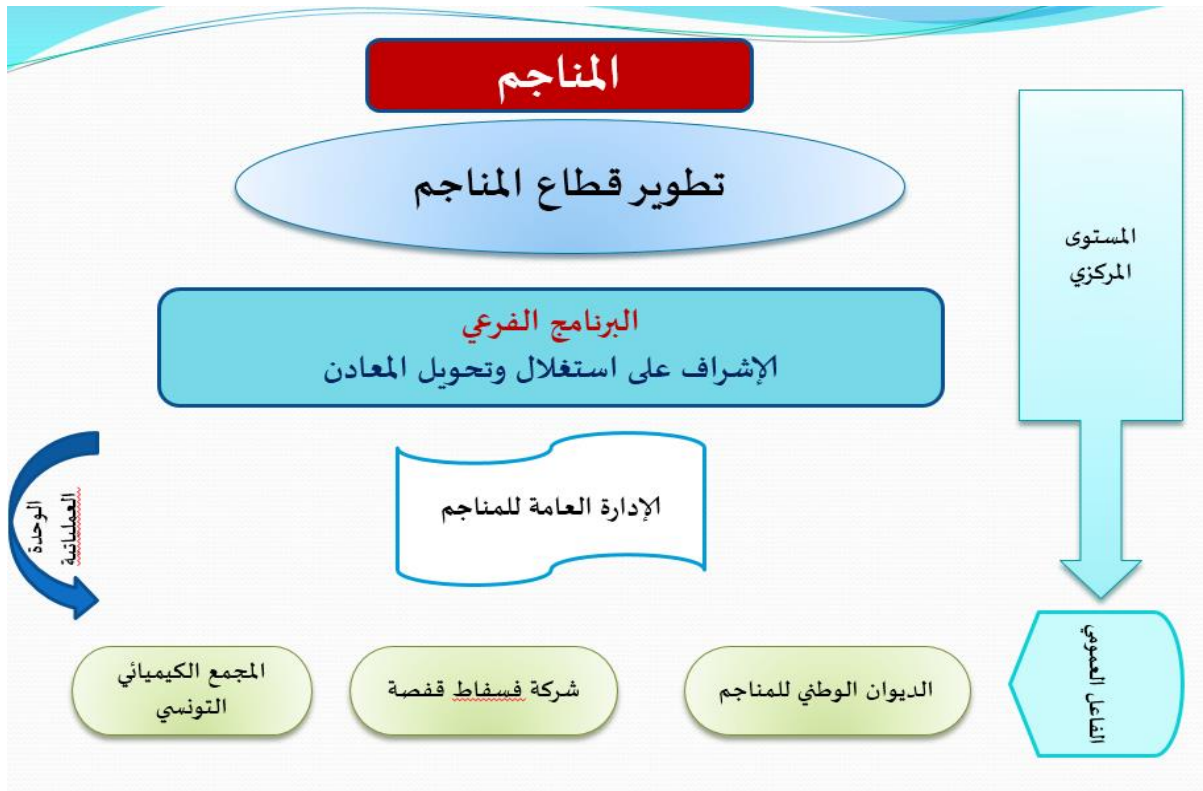 المناجم
تطوير قطاع المناجم
المستوى
المركزي
البرنامج الفرعي
الإشراف على استغلال وتحويل المعادن
الإدارة العامة للمناجم
الوحدة
العملياتية
الفاعل العمومي
الديوان الوطني للمناجم
شركة فسفاط قفصة
المجمع الكيميائي
التونسي